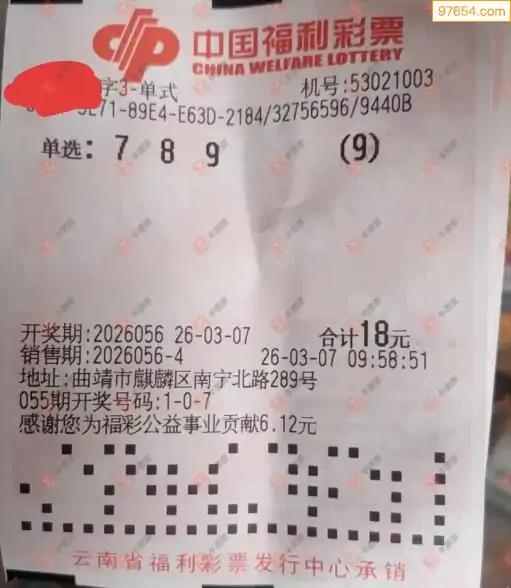 97654.com
中国福利彩票
CHINA WELFARE LOTTERY
字3-单式 机号:53021003
5E71-89E4-E63D-2184/32756596/9440B
单选: 7 8 9 (9)
开奖期:2026056 26-03-07 合计18元
销售期:2026056-4 26-03-07 09:58:51
地址:曲靖市麒麟区南宁北路289号
055期开奖号码:1-0-7
感谢您为福彩公益事业贡献6.12元
云南省福利彩票发行中心承销